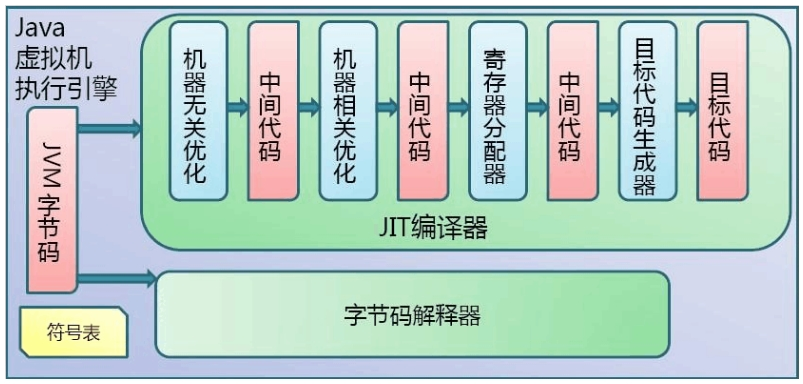 Java
虚拟机
执行引擎
JVM 字节码
机器无关优化
中间代码
机器相关优化
中间代码
寄存器分配器
中间代码
目标代码生成器
目标代码
JIT编译器
字节码解释器
符号表